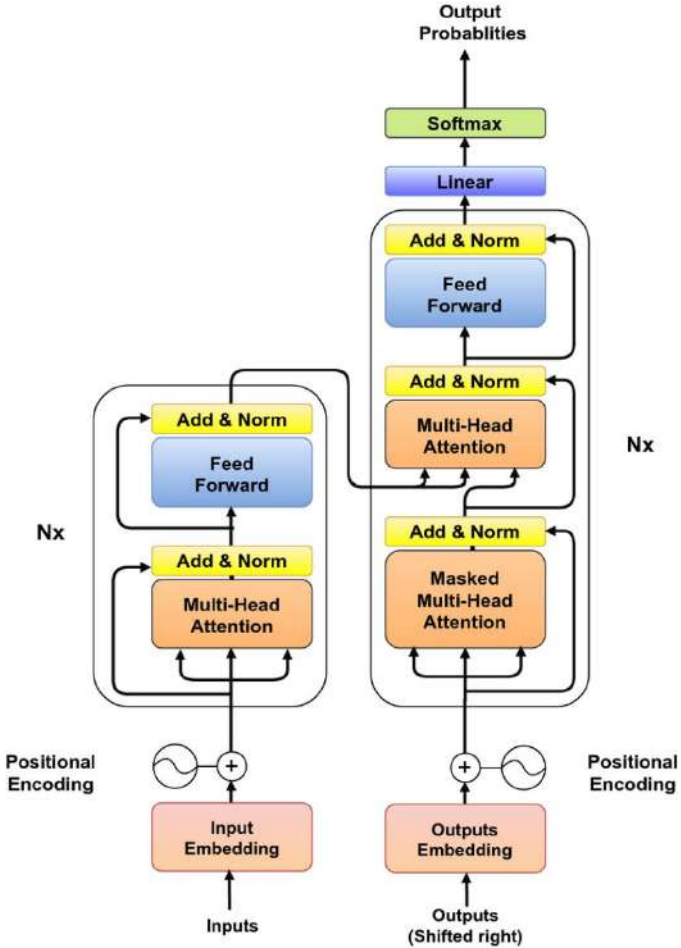 Output
Probablities
Softmax
Linear
Add & Norm
Feed
Forward
Add & Norm
Multi-Head
Attention
Nx
Add & Norm
Masked
Multi-Head
Attention
Add & Norm
Feed
Forward
Nx
Add & Norm
Multi-Head
Attention
Positional
Encoding
+
+
Positional
Encoding
Input
Embedding
Outputs
Embedding
Inputs
Outputs
(Shifted right)